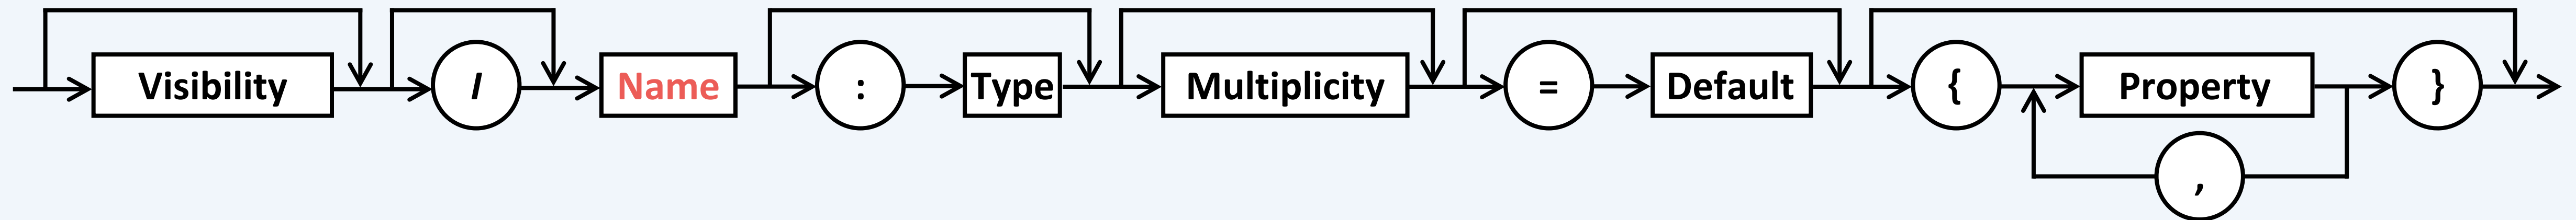 Visibility / Name : Type Multiplicity = Default { Property }
,